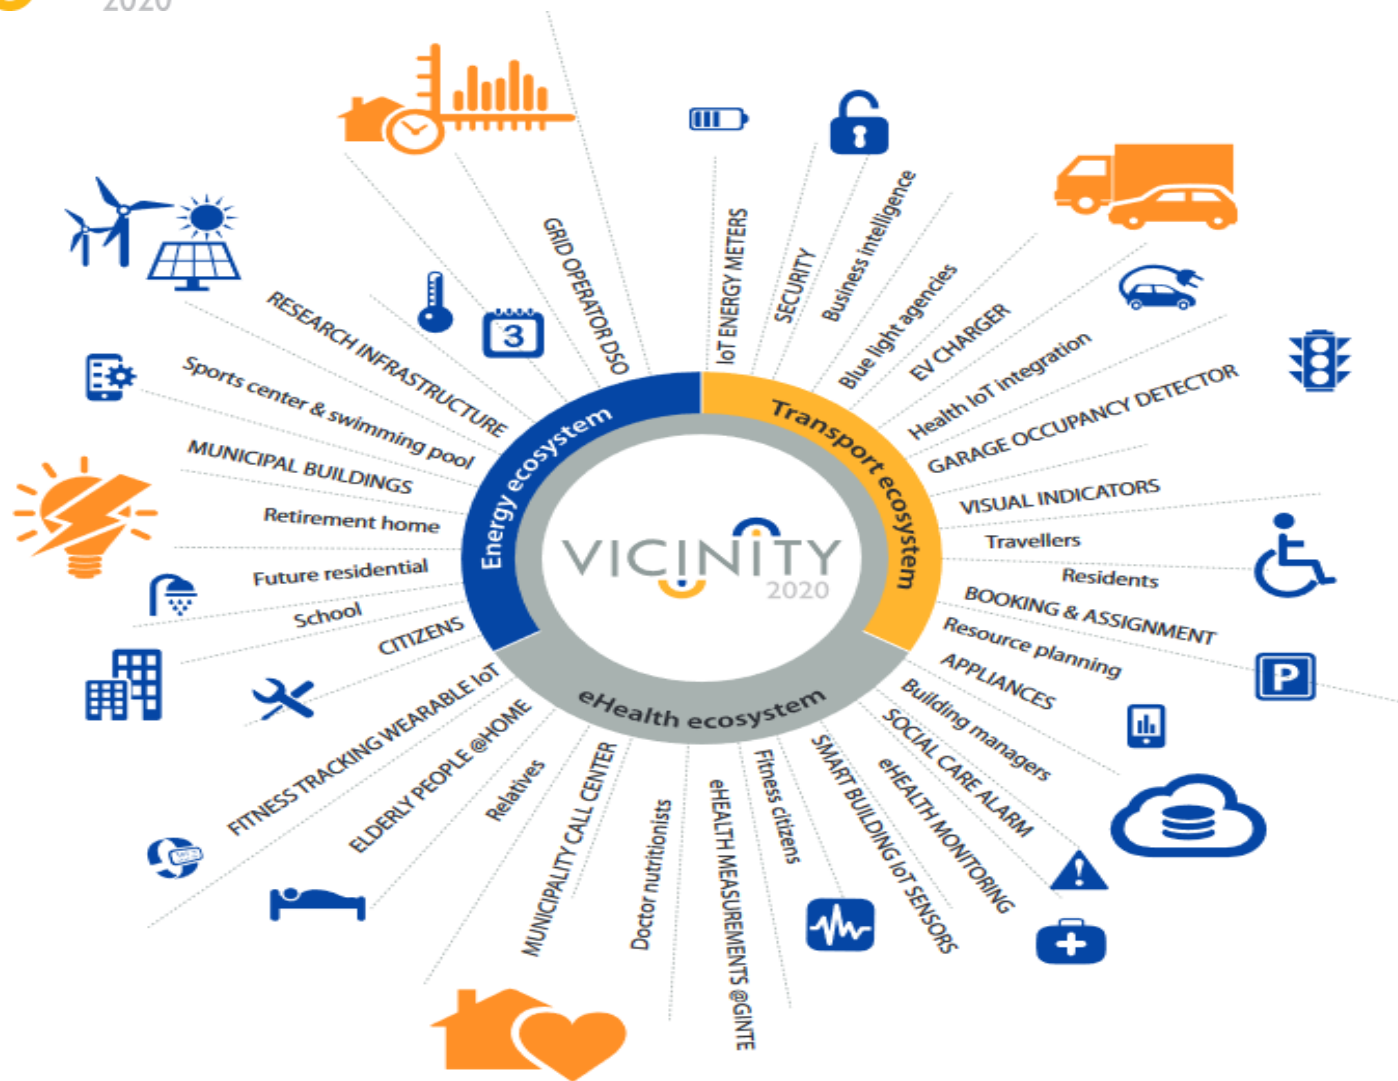 2020
GRID OPERATOR DSO
IoT ENERGY METERS
SECURITY
Business intelligence
Blue light agencies
EV CHARGER
Health IoT integration
GARAGE OCCUPANCY DETECTOR
VISUAL INDICATORS
Travellers
Residents
BOOKING & ASSIGNMENT
Resource planning
APPLIANCES
Building managers
SOCIAL CARE ALARM
eHEALTH MONITORING
SMART BUILDING IoT SENSORS
Fitness citizens
eHEALTH MEASUREMENTS @GINTE
Doctor nutritionists
MUNICIPALITY CALL CENTER
Relatives
ELDERLY PEOPLE @HOME
FITNESS TRACKING WEARABLE IoT
CITIZENS
School
Future residential
Retirement home
MUNICIPAL BUILDINGS
Sports center & swimming pool
RESEARCH INFRASTRUCTURE
3
P
Energy ecosystem
Transport ecosystem
eHealth ecosystem
VICINITY
2020